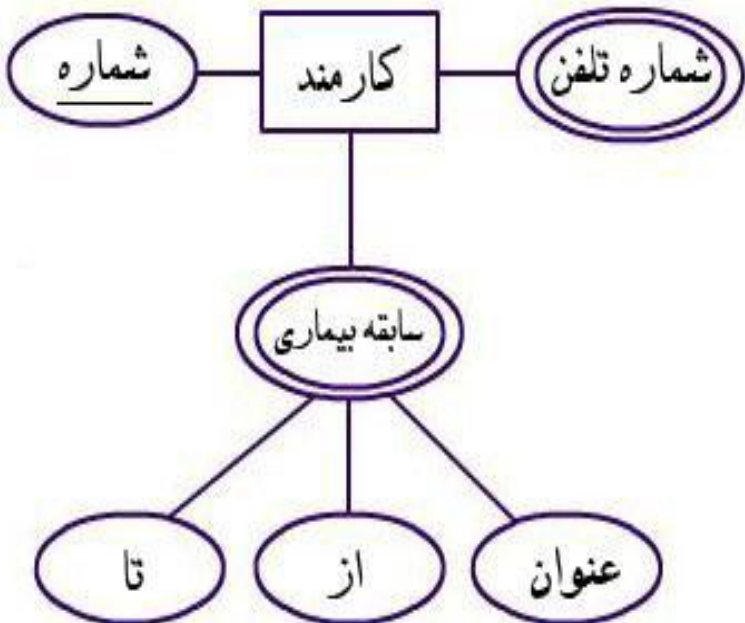 شماره تلفن
کارمند
شماره
سابقه بیماری
عنوان
از
تا